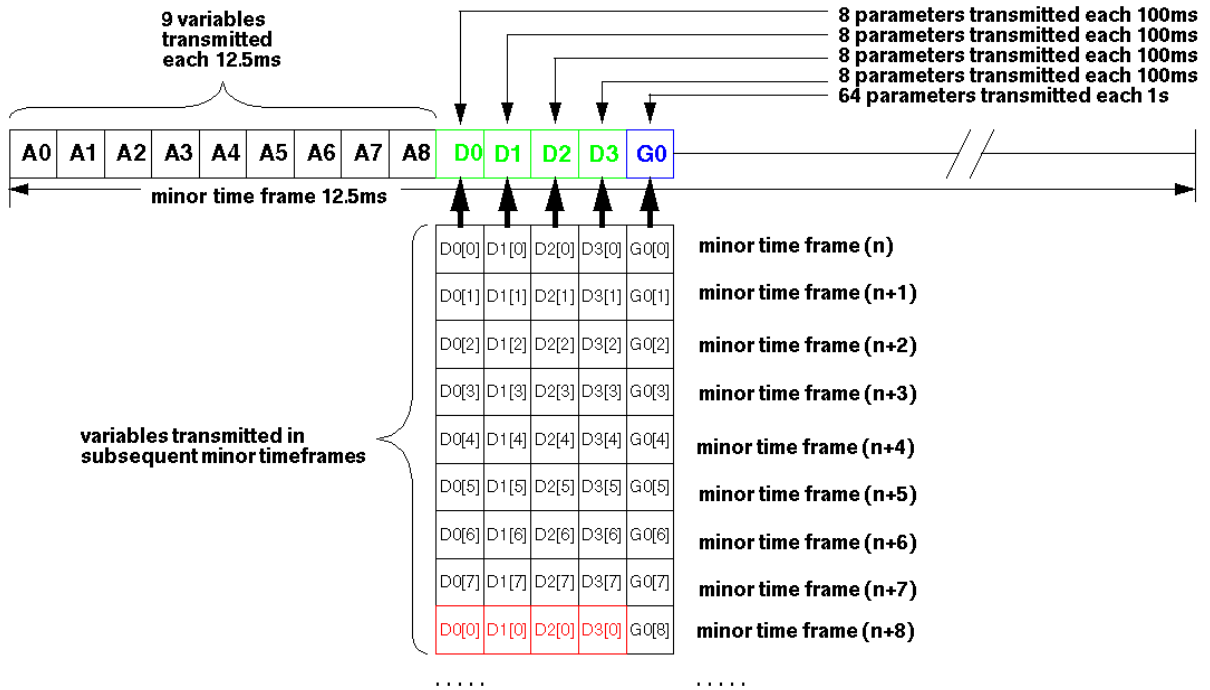 9 variables
transmitted
each 12.5ms
8 parameters transmitted each 100ms
8 parameters transmitted each 100ms
8 parameters transmitted each 100ms
8 parameters transmitted each 100ms
64 parameters transmitted each 1s
A0 A1 A2 A3 A4 A5 A6 A7 A8 D0 D1 D2 D3 G0
minor time frame 12.5ms
D0[0] D1[0] D2[0] D3[0] G0[0] minor time frame (n)
D0[1] D1[1] D2[1] D3[1] G0[1] minor time frame (n+1)
D0[2] D1[2] D2[2] D3[2] G0[2] minor time frame (n+2)
D0[3] D1[3] D2[3] D3[3] G0[3] minor time frame (n+3)
variables transmitted in
subsequent minor timeframes
D0[4] D1[4] D2[4] D3[4] G0[4] minor time frame (n+4)
D0[5] D1[5] D2[5] D3[5] G0[5] minor time frame (n+5)
D0[6] D1[6] D2[6] D3[6] G0[6] minor time frame (n+6)
D0[7] D1[7] D2[7] D3[7] G0[7] minor time frame (n+7)
D0[0] D1[0] D2[0] D3[0] G0[8] minor time frame (n+8)
. . . . . . . . . .